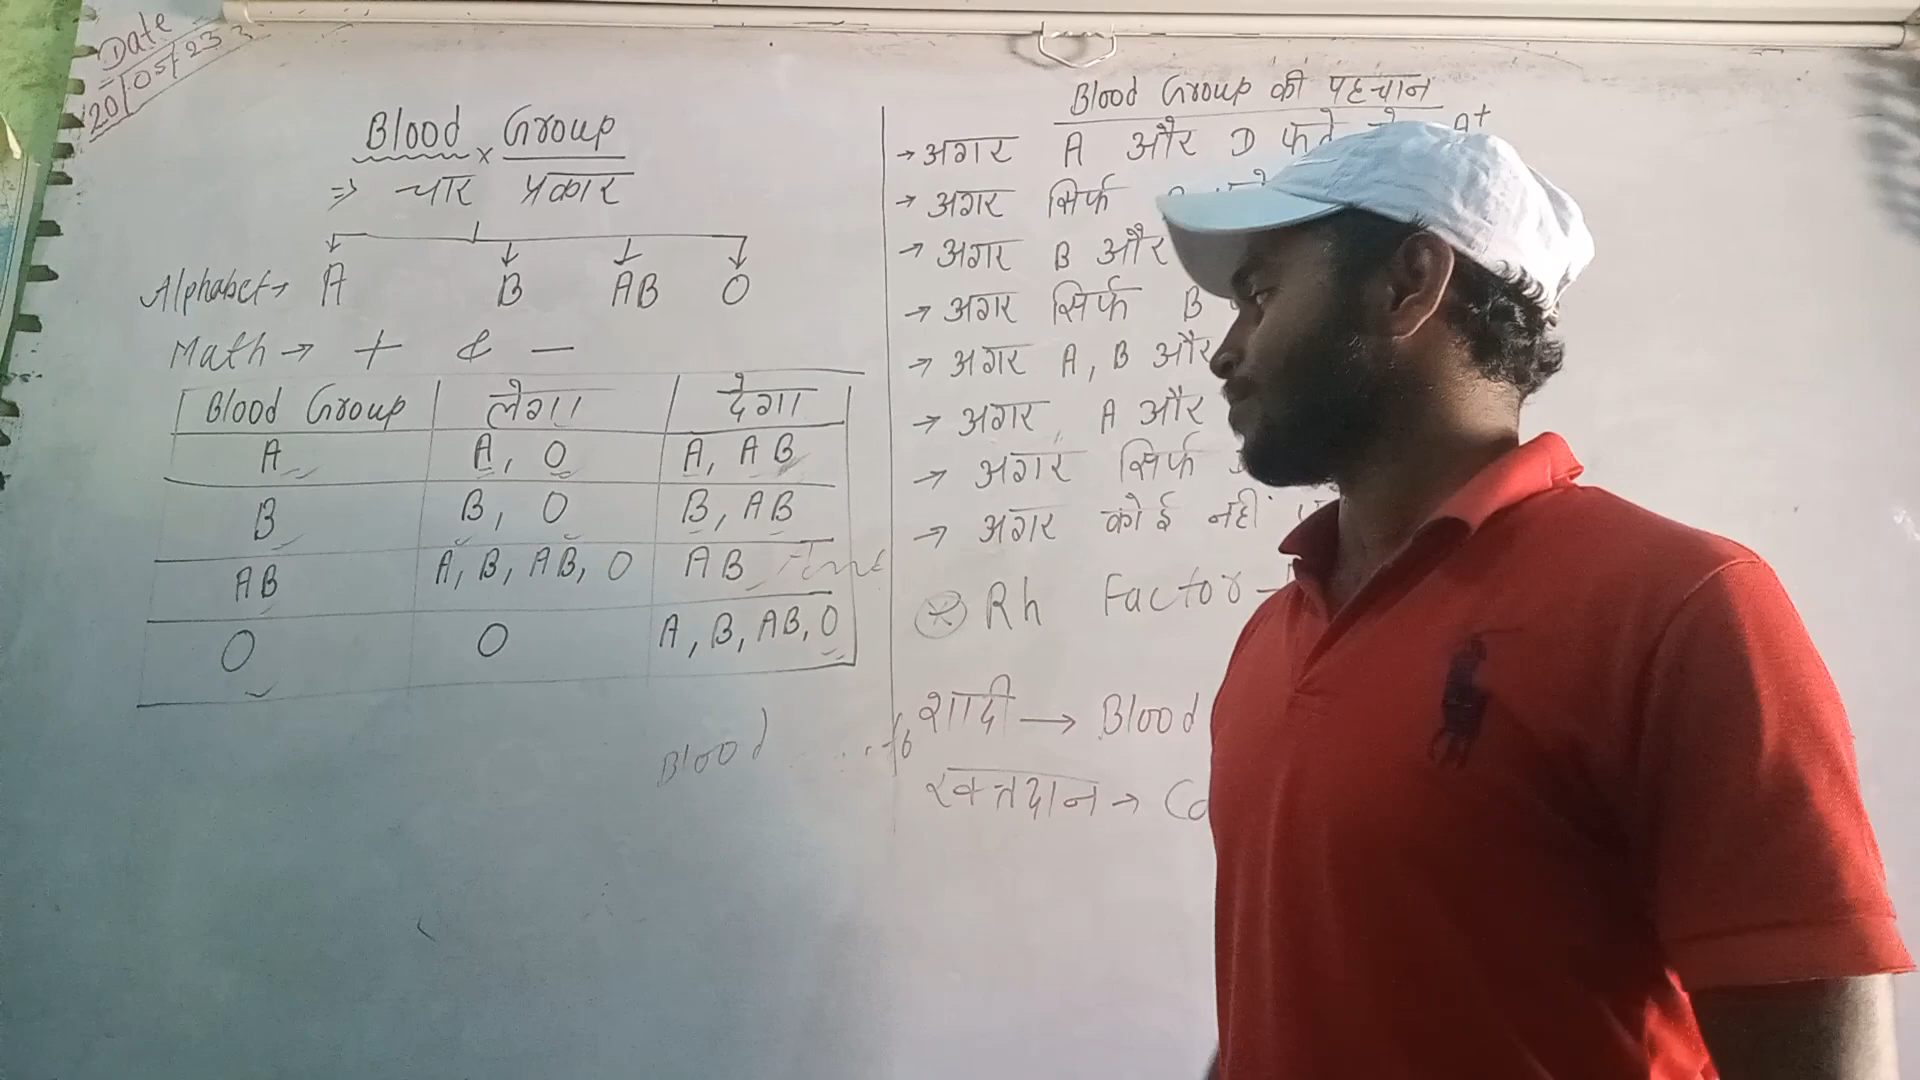 Date
20/05/23
Blood Group
⇒ चार प्रकार
Alphabet → A B AB O
Math → + & -
Blood Group लेगा देगा
A A, O A, AB
B B, O B, AB
AB A, B, AB, O AB
O O A, B, AB, O
Blood
Blood Group की पहचान
→ अगर A और D फटे A+
→ अगर सिर्फ
→ अगर B और
→ अगर सिर्फ B
→ अगर A, B और
→ अगर A और
→ अगर सिर्फ
→ अगर कोई नहीं
* Rh Factor
शादी → Blood
रक्तदान →